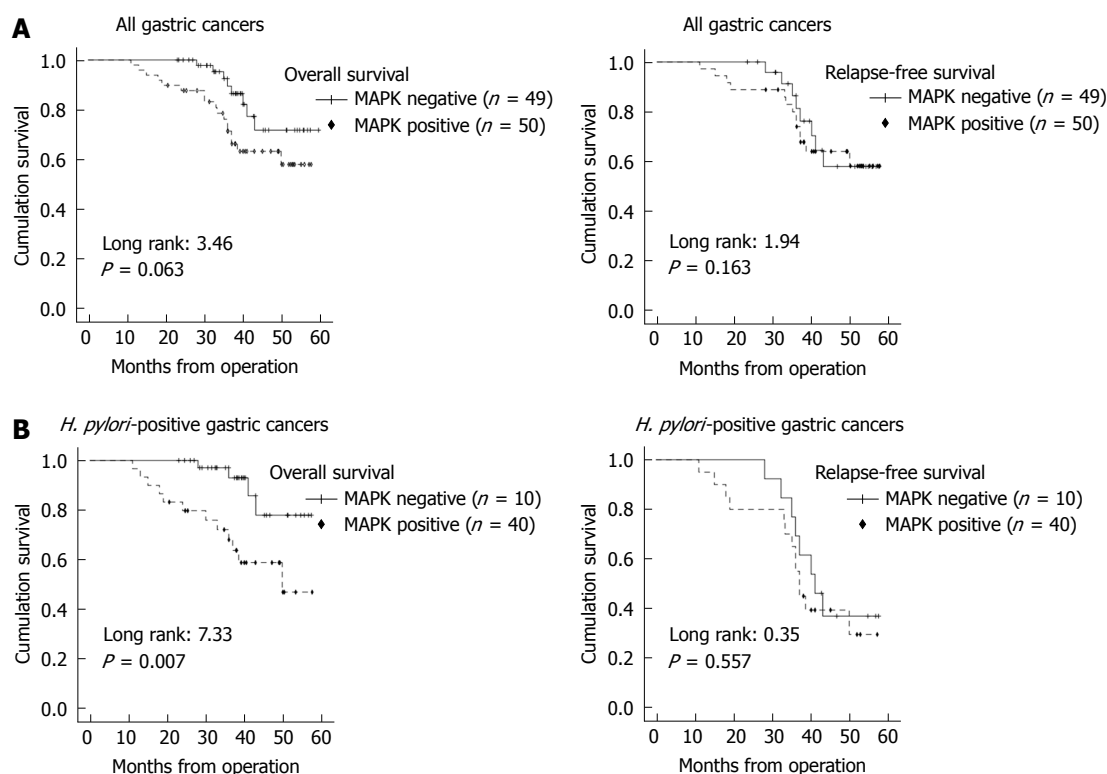 A
All gastric cancers
1.0
0.8
0.6
0.4
0.2
0.0
Cumulation survival
Overall survival
MAPK negative (n = 49)
MAPK positive (n = 50)
Long rank: 3.46
P = 0.063
0 10 20 30 40 50 60
Months from operation
All gastric cancers
1.0
0.8
0.6
0.4
0.2
0.0
Cumulation survival
Relapse-free survival
MAPK negative (n = 49)
MAPK positive (n = 50)
Long rank: 1.94
P = 0.163
0 10 20 30 40 50 60
Months from operation
B
H. pylori-positive gastric cancers
1.0
0.8
0.6
0.4
0.2
0.0
Cumulation survival
Overall survival
MAPK negative (n = 10)
MAPK positive (n = 40)
Long rank: 7.33
P = 0.007
0 10 20 30 40 50 60
Months from operation
H. pylori-positive gastric cancers
1.0
0.8
0.6
0.4
0.2
0.0
Cumulation survival
Relapse-free survival
MAPK negative (n = 10)
MAPK positive (n = 40)
Long rank: 0.35
P = 0.557
0 10 20 30 40 50 60
Months from operation